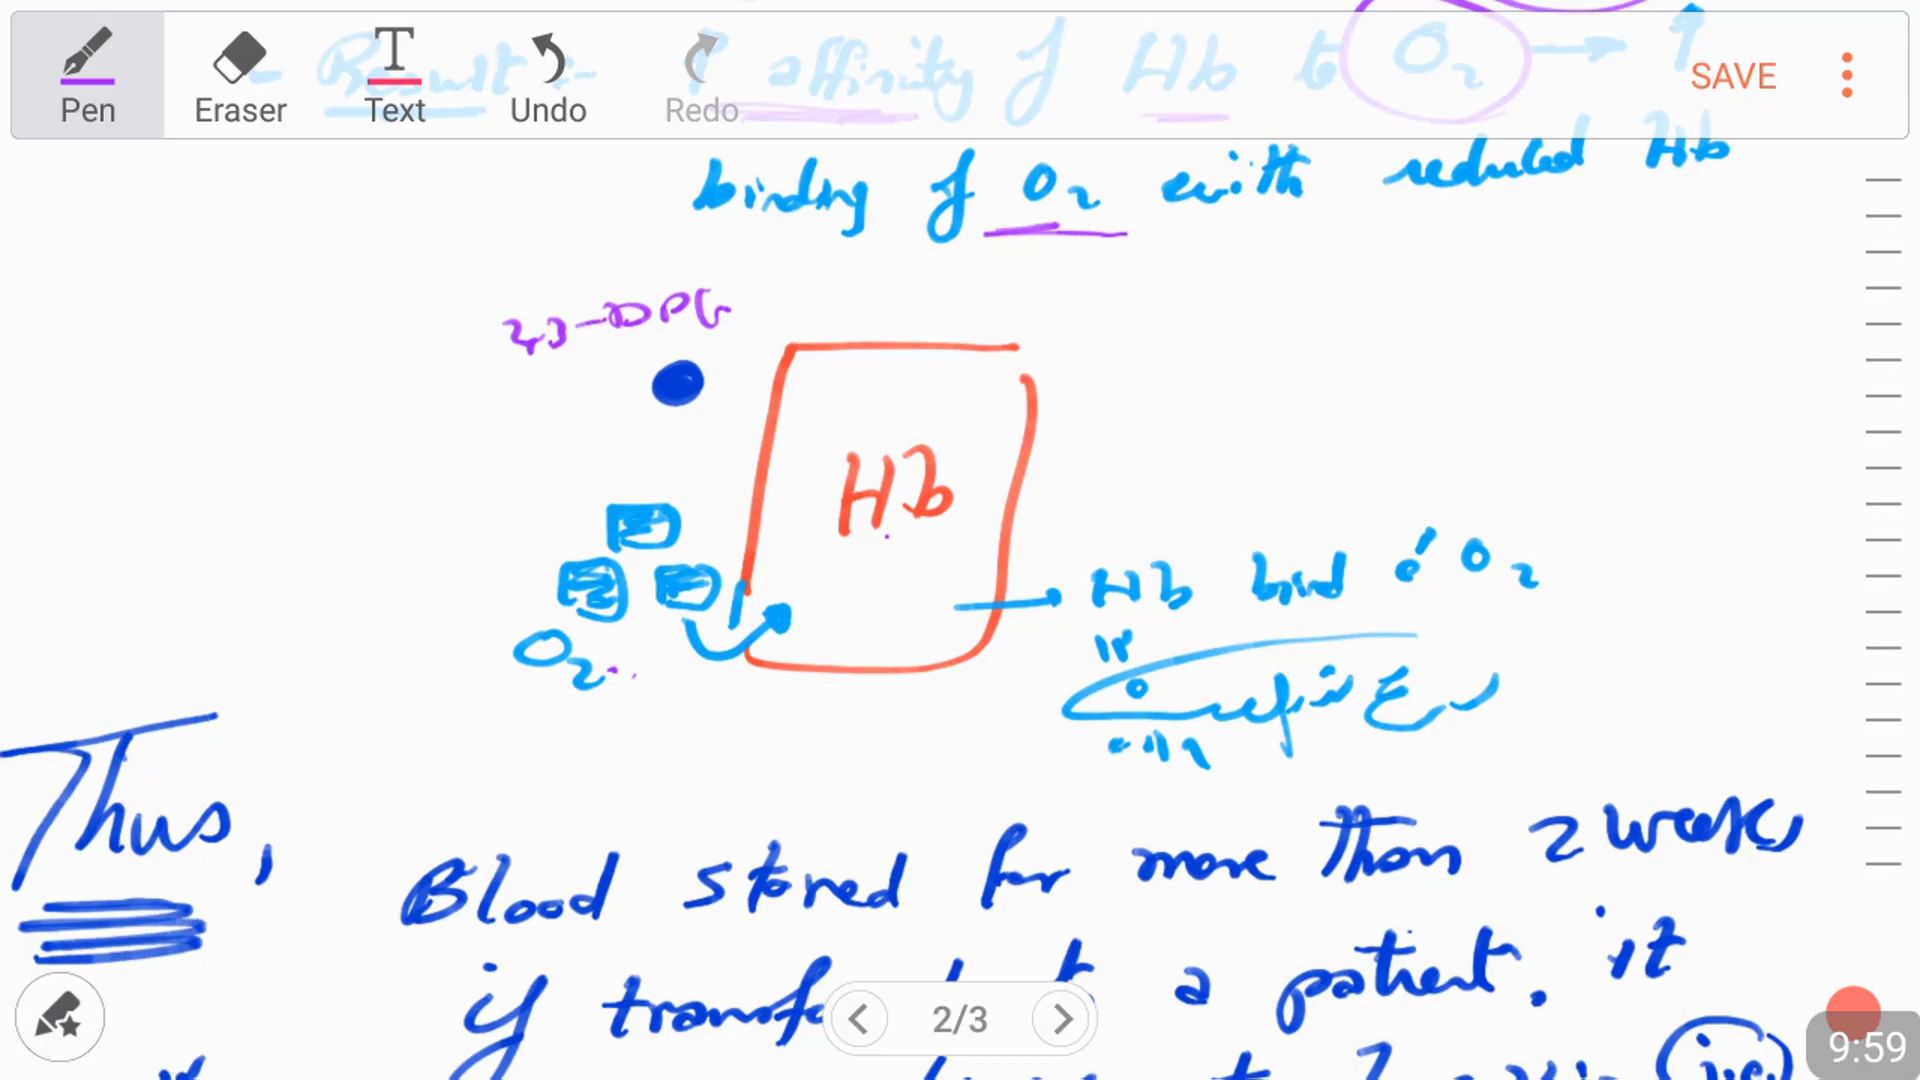 Pen Eraser Text Undo Redo SAVE
- Result :- ↑ affinity of Hb to O2 → ↑
binding of O2 with reduced Hb
2,3-DPG
Hb
Hb bind c̄ O2
O2
Thus,
Blood stored for more than 2 weeks
if a patient, it
2/3
9:59